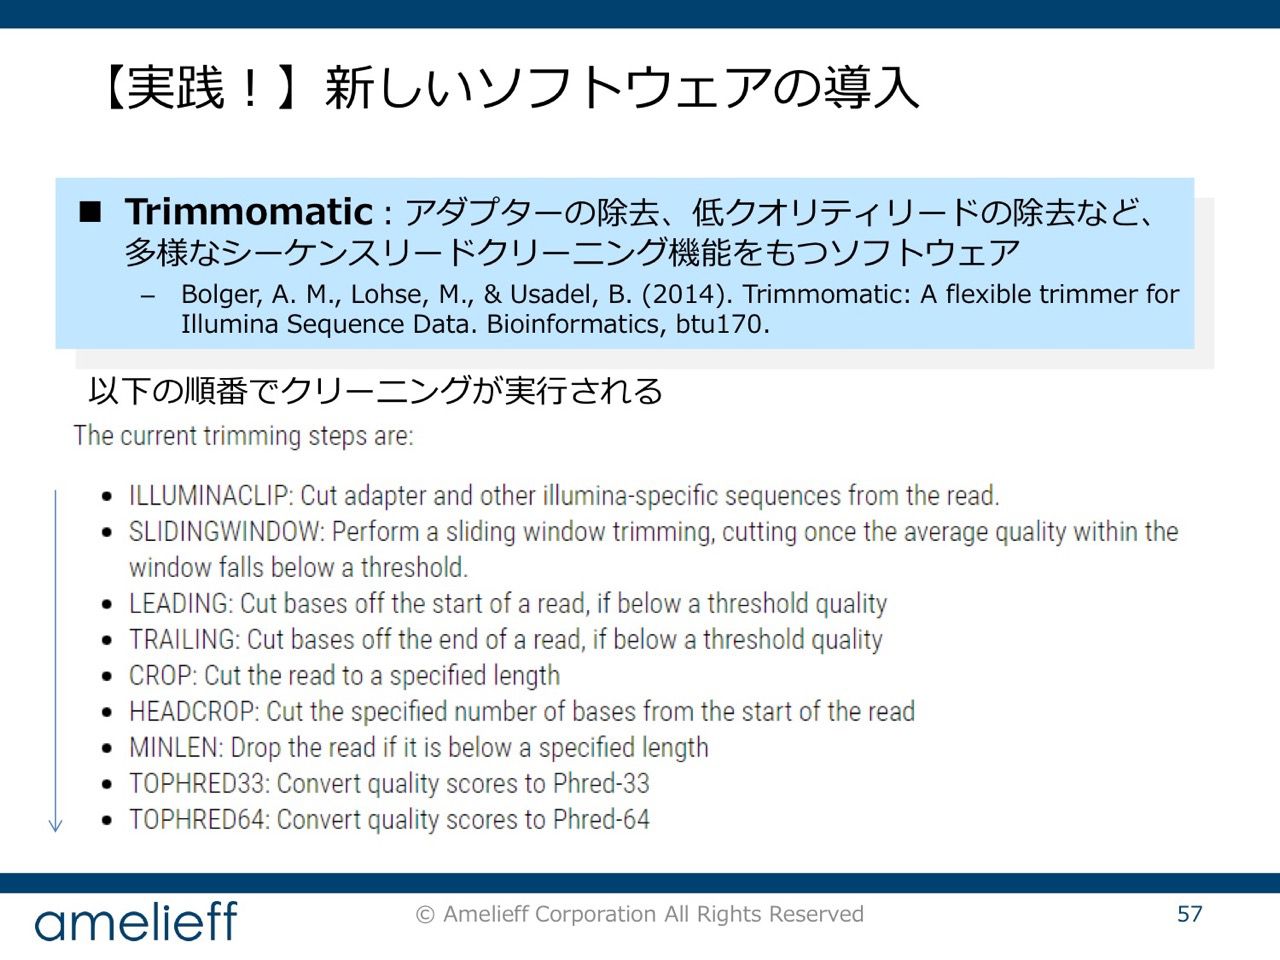 【実践！】新しいソフトウェアの導入
■ Trimmomatic：アダプターの除去、低クオリティリードの除去など、
多様なシーケンスリードクリーニング機能をもつソフトウェア
– Bolger, A. M., Lohse, M., & Usadel, B. (2014). Trimmomatic: A flexible trimmer for
Illumina Sequence Data. Bioinformatics, btu170.
以下の順番でクリーニングが実行される
The current trimming steps are:
• ILLUMINACLIP: Cut adapter and other illumina-specific sequences from the read.
• SLIDINGWINDOW: Perform a sliding window trimming, cutting once the average quality within the
window falls below a threshold.
• LEADING: Cut bases off the start of a read, if below a threshold quality
• TRAILING: Cut bases off the end of a read, if below a threshold quality
• CROP: Cut the read to a specified length
• HEADCROP: Cut the specified number of bases from the start of the read
• MINLEN: Drop the read if it is below a specified length
• TOPHRED33: Convert quality scores to Phred-33
• TOPHRED64: Convert quality scores to Phred-64
amelieff
© Amelieff Corporation All Rights Reserved
57